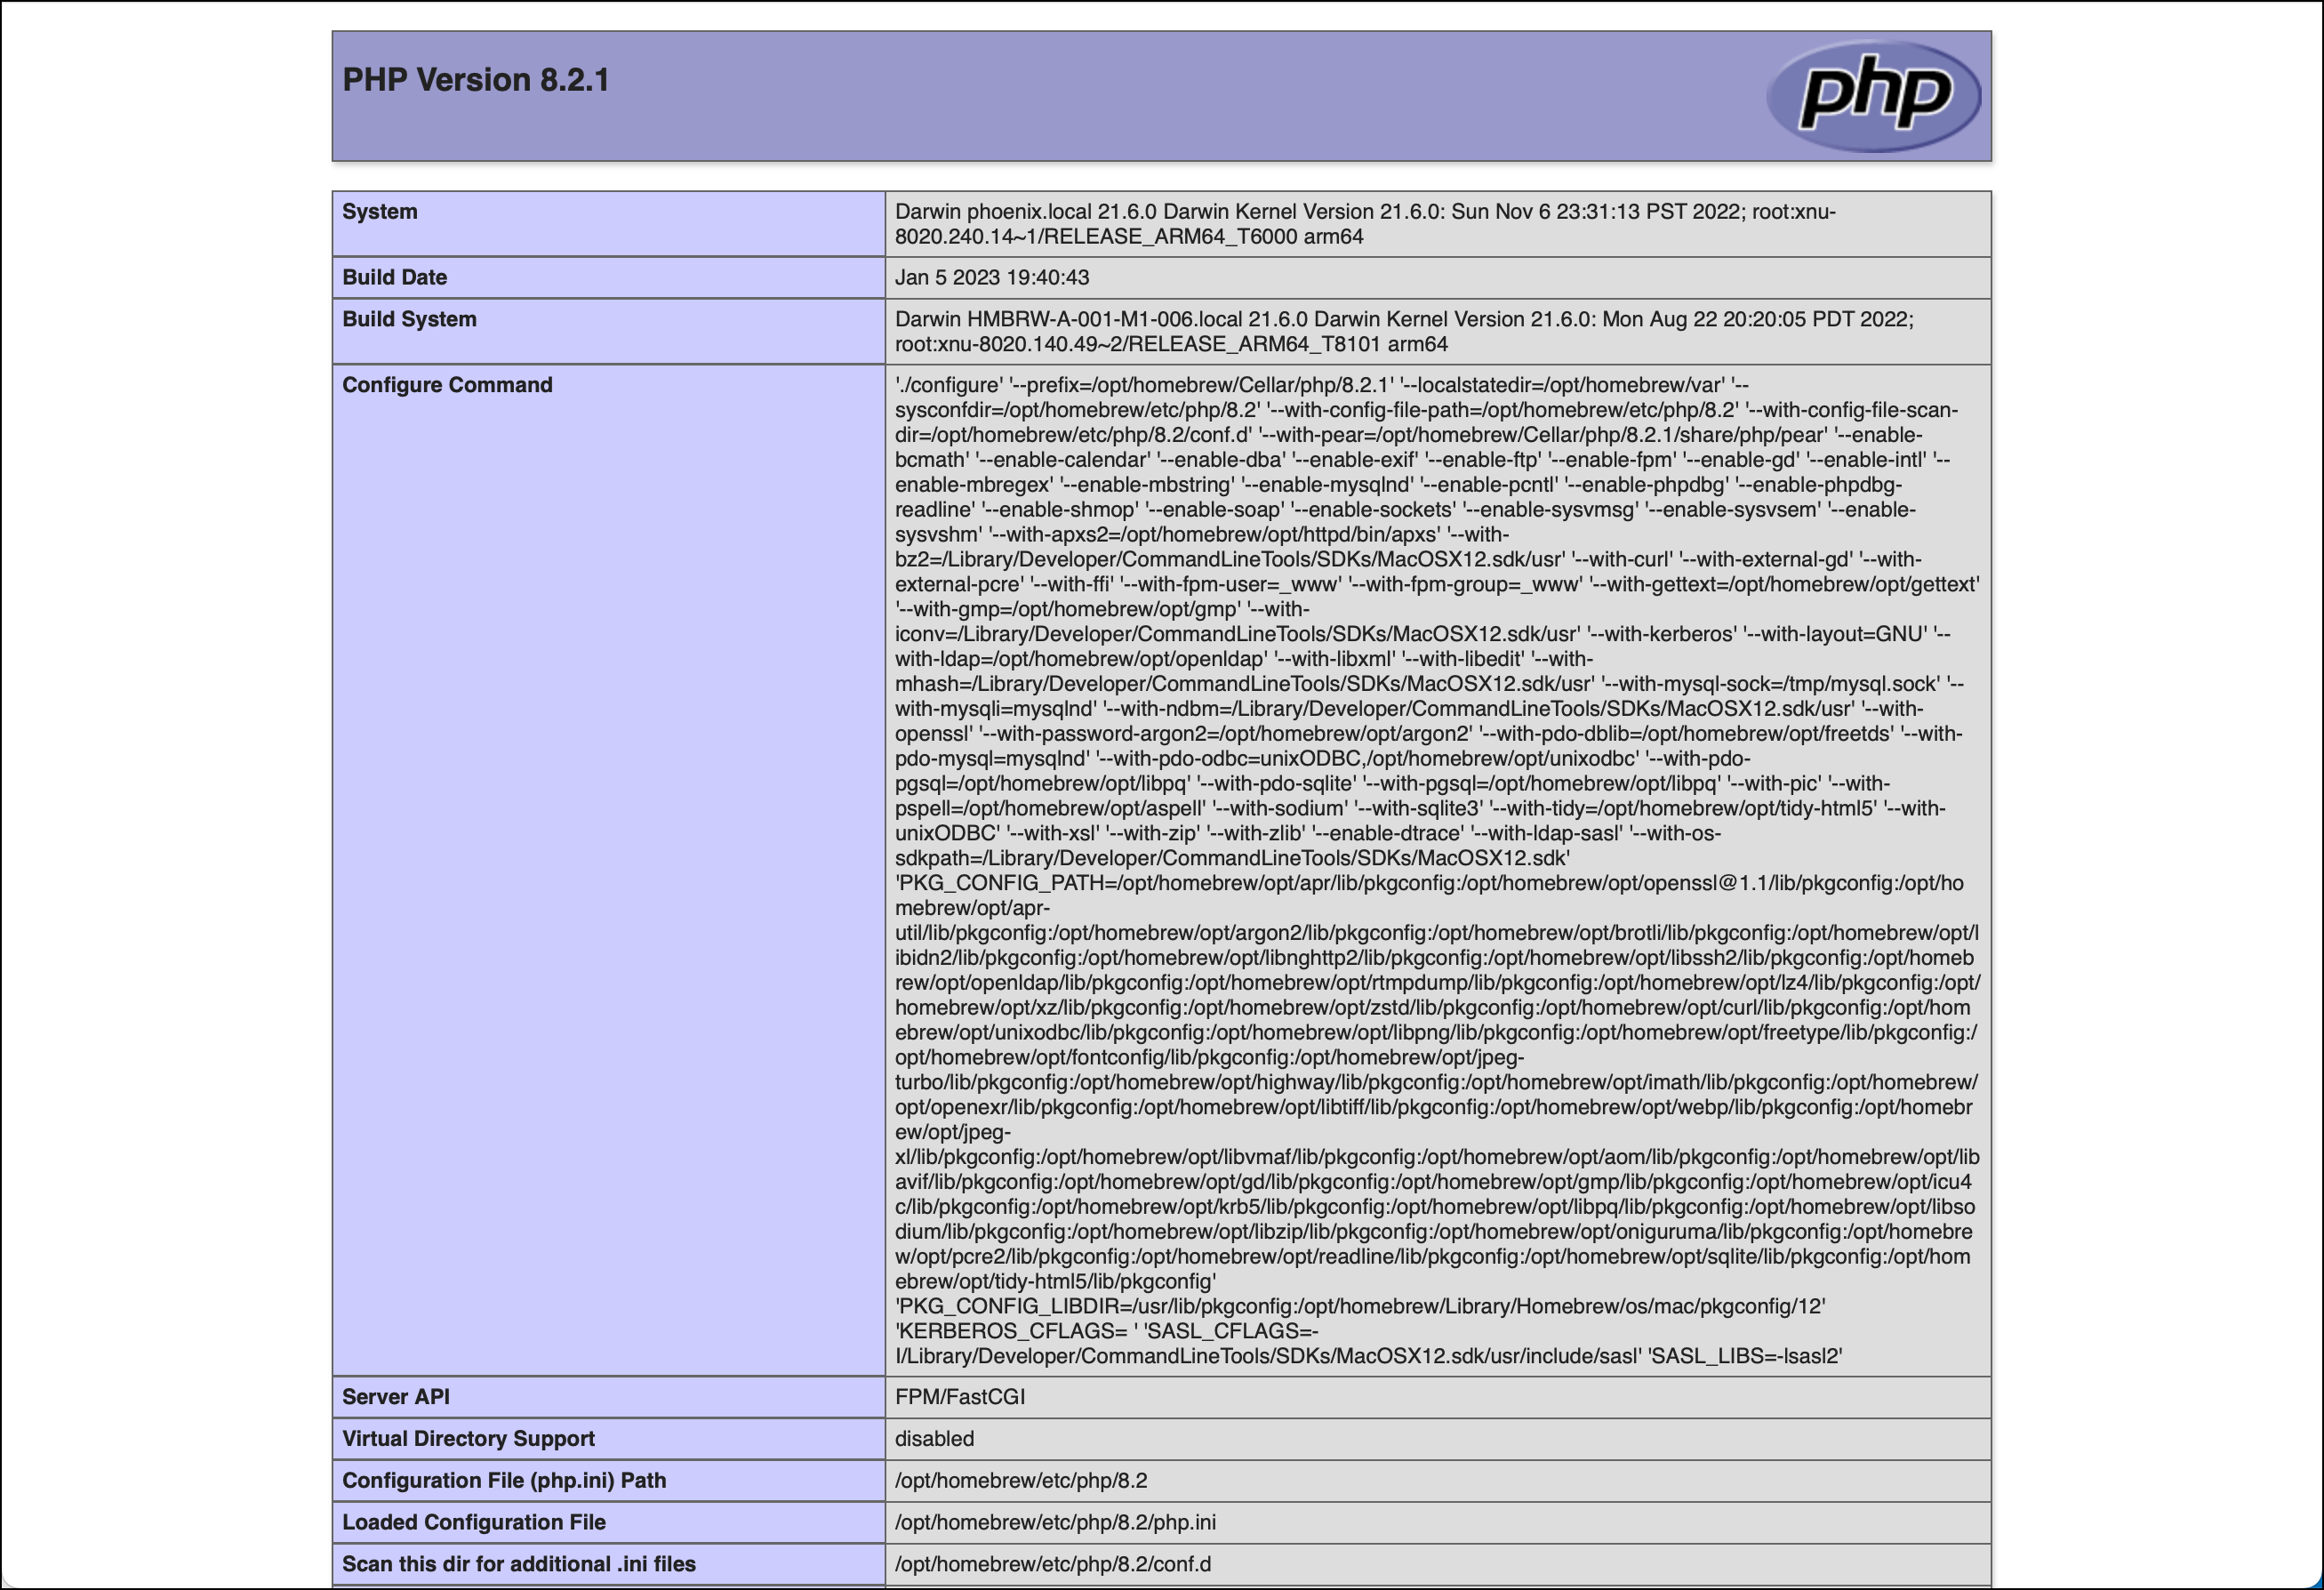 PHP Version 8.2.1
php
System
Darwin phoenix.local 21.6.0 Darwin Kernel Version 21.6.0: Sun Nov 6 23:31:13 PST 2022; root:xnu-
8020.240.14~1/RELEASE_ARM64_T6000 arm64
Build Date
Jan 5 2023 19:40:43
Build System
Darwin HMBRW-A-001-M1-006.local 21.6.0 Darwin Kernel Version 21.6.0: Mon Aug 22 20:20:05 PDT 2022;
root:xnu-8020.140.49~2/RELEASE_ARM64_T8101 arm64
Configure Command
'./configure' '--prefix=/opt/homebrew/Cellar/php/8.2.1' '--localstatedir=/opt/homebrew/var' '--
sysconfdir=/opt/homebrew/etc/php/8.2' '--with-config-file-path=/opt/homebrew/etc/php/8.2' '--with-config-file-scan-
dir=/opt/homebrew/etc/php/8.2/conf.d' '--with-pear=/opt/homebrew/Cellar/php/8.2.1/share/php/pear' '--enable-
bcmath' '--enable-calendar' '--enable-dba' '--enable-exif' '--enable-ftp' '--enable-fpm' '--enable-gd' '--enable-intl' '--
enable-mbregex' '--enable-mbstring' '--enable-mysqlnd' '--enable-pcntl' '--enable-phpdbg' '--enable-phpdbg-
readline' '--enable-shmop' '--enable-soap' '--enable-sockets' '--enable-sysvmsg' '--enable-sysvsem' '--enable-
sysvshm' '--with-apxs2=/opt/homebrew/opt/httpd/bin/apxs' '--with-
bz2=/Library/Developer/CommandLineTools/SDKs/MacOSX12.sdk/usr' '--with-curl' '--with-external-gd' '--with-
external-pcre' '--with-ffi' '--with-fpm-user=_www' '--with-fpm-group=_www' '--with-gettext=/opt/homebrew/opt/gettext'
'--with-gmp=/opt/homebrew/opt/gmp' '--with-
iconv=/Library/Developer/CommandLineTools/SDKs/MacOSX12.sdk/usr' '--with-kerberos' '--with-layout=GNU' '--
with-ldap=/opt/homebrew/opt/openldap' '--with-libxml' '--with-libedit' '--with-
mhash=/Library/Developer/CommandLineTools/SDKs/MacOSX12.sdk/usr' '--with-mysql-sock=/tmp/mysql.sock' '--
with-mysqli=mysqlnd' '--with-ndbm=/Library/Developer/CommandLineTools/SDKs/MacOSX12.sdk/usr' '--with-
openssl' '--with-password-argon2=/opt/homebrew/opt/argon2' '--with-pdo-dblib=/opt/homebrew/opt/freetds' '--with-
pdo-mysql=mysqlnd' '--with-pdo-odbc=unixODBC,/opt/homebrew/opt/unixodbc' '--with-pdo-
pgsql=/opt/homebrew/opt/libpq' '--with-pdo-sqlite' '--with-pgsql=/opt/homebrew/opt/libpq' '--with-pic' '--with-
pspell=/opt/homebrew/opt/aspell' '--with-sodium' '--with-sqlite3' '--with-tidy=/opt/homebrew/opt/tidy-html5' '--with-
unixODBC' '--with-xsl' '--with-zip' '--with-zlib' '--enable-dtrace' '--with-ldap-sasl' '--with-os-
sdkpath=/Library/Developer/CommandLineTools/SDKs/MacOSX12.sdk'
'PKG_CONFIG_PATH=/opt/homebrew/opt/apr/lib/pkgconfig:/opt/homebrew/opt/openssl@1.1/lib/pkgconfig:/opt/ho
mebrew/opt/apr-
util/lib/pkgconfig:/opt/homebrew/opt/argon2/lib/pkgconfig:/opt/homebrew/opt/brotli/lib/pkgconfig:/opt/homebrew/opt/l
ibidn2/lib/pkgconfig:/opt/homebrew/opt/libnghttp2/lib/pkgconfig:/opt/homebrew/opt/libssh2/lib/pkgconfig:/opt/homeb
rew/opt/openldap/lib/pkgconfig:/opt/homebrew/opt/rtmpdump/lib/pkgconfig:/opt/homebrew/opt/lz4/lib/pkgconfig:/opt/
homebrew/opt/xz/lib/pkgconfig:/opt/homebrew/opt/zstd/lib/pkgconfig:/opt/homebrew/opt/curl/lib/pkgconfig:/opt/hom
ebrew/opt/unixodbc/lib/pkgconfig:/opt/homebrew/opt/libpng/lib/pkgconfig:/opt/homebrew/opt/freetype/lib/pkgconfig:/
opt/homebrew/opt/fontconfig/lib/pkgconfig:/opt/homebrew/opt/jpeg-
turbo/lib/pkgconfig:/opt/homebrew/opt/highway/lib/pkgconfig:/opt/homebrew/opt/imath/lib/pkgconfig:/opt/homebrew/
opt/openexr/lib/pkgconfig:/opt/homebrew/opt/libtiff/lib/pkgconfig:/opt/homebrew/opt/webp/lib/pkgconfig:/opt/homebr
ew/opt/jpeg-
xl/lib/pkgconfig:/opt/homebrew/opt/libvmaf/lib/pkgconfig:/opt/homebrew/opt/aom/lib/pkgconfig:/opt/homebrew/opt/lib
avif/lib/pkgconfig:/opt/homebrew/opt/gd/lib/pkgconfig:/opt/homebrew/opt/gmp/lib/pkgconfig:/opt/homebrew/opt/icu4
c/lib/pkgconfig:/opt/homebrew/opt/krb5/lib/pkgconfig:/opt/homebrew/opt/libpq/lib/pkgconfig:/opt/homebrew/opt/libso
dium/lib/pkgconfig:/opt/homebrew/opt/libzip/lib/pkgconfig:/opt/homebrew/opt/oniguruma/lib/pkgconfig:/opt/homebre
w/opt/pcre2/lib/pkgconfig:/opt/homebrew/opt/readline/lib/pkgconfig:/opt/homebrew/opt/sqlite/lib/pkgconfig:/opt/hom
ebrew/opt/tidy-html5/lib/pkgconfig'
'PKG_CONFIG_LIBDIR=/usr/lib/pkgconfig:/opt/homebrew/Library/Homebrew/os/mac/pkgconfig/12'
'KERBEROS_CFLAGS= ' 'SASL_CFLAGS=-
I/Library/Developer/CommandLineTools/SDKs/MacOSX12.sdk/usr/include/sasl' 'SASL_LIBS=-lsasl2'
Server API
FPM/FastCGI
Virtual Directory Support
disabled
Configuration File (php.ini) Path
/opt/homebrew/etc/php/8.2
Loaded Configuration File
/opt/homebrew/etc/php/8.2/php.ini
Scan this dir for additional .ini files
/opt/homebrew/etc/php/8.2/conf.d